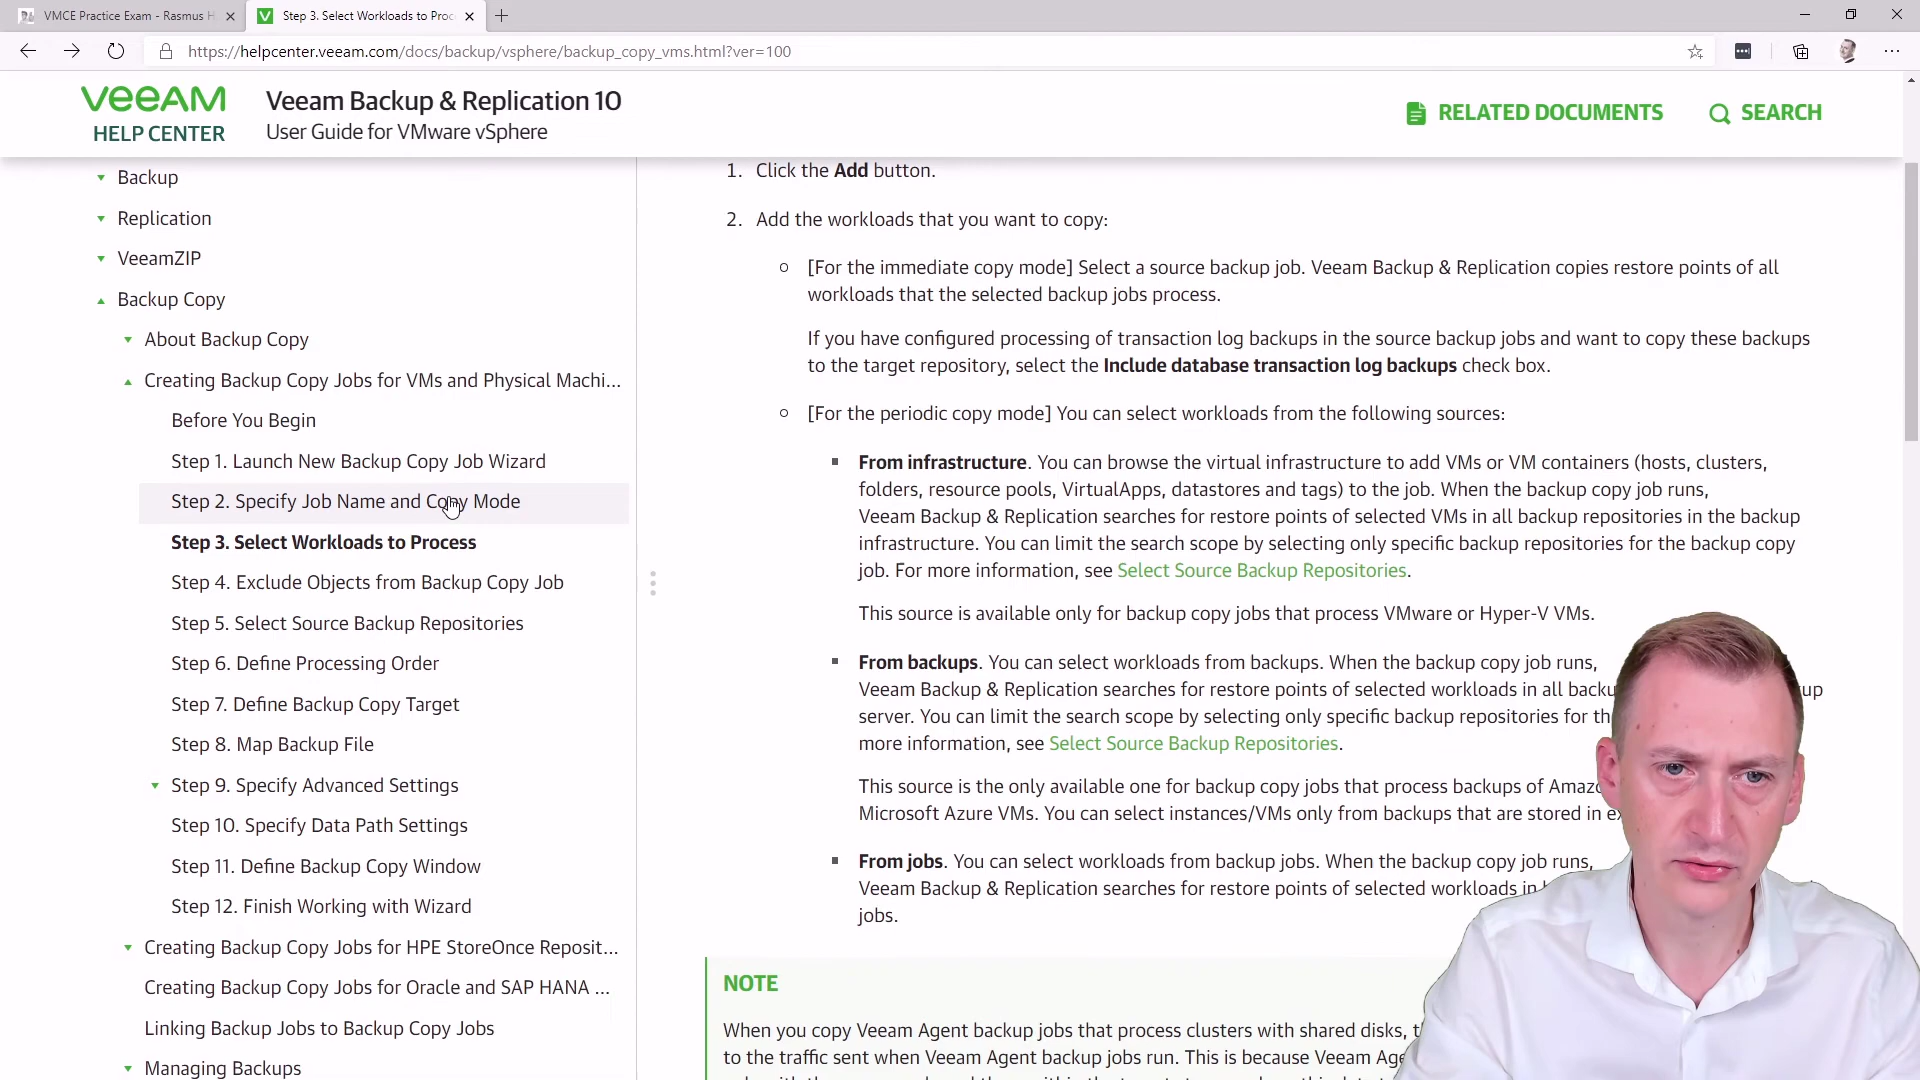 VMCE Practice Exam - Rasmus H
Step 3. Select Workloads to Proc
https://helpcenter.veeam.com/docs/backup/vsphere/backup_copy_vms.html?ver=100
veeam
HELP CENTER
Veeam Backup & Replication 10
User Guide for VMware vSphere
RELATED DOCUMENTS
SEARCH
Backup
Replication
VeeamZIP
Backup Copy
About Backup Copy
Creating Backup Copy Jobs for VMs and Physical Machi...
Before You Begin
Step 1. Launch New Backup Copy Job Wizard
Step 2. Specify Job Name and Copy Mode
Step 3. Select Workloads to Process
Step 4. Exclude Objects from Backup Copy Job
Step 5. Select Source Backup Repositories
Step 6. Define Processing Order
Step 7. Define Backup Copy Target
Step 8. Map Backup File
Step 9. Specify Advanced Settings
Step 10. Specify Data Path Settings
Step 11. Define Backup Copy Window
Step 12. Finish Working with Wizard
Creating Backup Copy Jobs for HPE StoreOnce Reposit...
Creating Backup Copy Jobs for Oracle and SAP HANA ...
Linking Backup Jobs to Backup Copy Jobs
Managing Backups
1. Click the Add button.
2. Add the workloads that you want to copy:
[For the immediate copy mode] Select a source backup job. Veeam Backup & Replication copies restore points of all
workloads that the selected backup jobs process.
If you have configured processing of transaction log backups in the source backup jobs and want to copy these backups
to the target repository, select the Include database transaction log backups check box.
[For the periodic copy mode] You can select workloads from the following sources:
From infrastructure. You can browse the virtual infrastructure to add VMs or VM containers (hosts, clusters,
folders, resource pools, VirtualApps, datastores and tags) to the job. When the backup copy job runs,
Veeam Backup & Replication searches for restore points of selected VMs in all backup repositories in the backup
infrastructure. You can limit the search scope by selecting only specific backup repositories for the backup copy
job. For more information, see Select Source Backup Repositories.
This source is available only for backup copy jobs that process VMware or Hyper-V VMs.
From backups. You can select workloads from backups. When the backup copy job runs,
Veeam Backup & Replication searches for restore points of selected workloads in all backu up
server. You can limit the search scope by selecting only specific backup repositories for the
more information, see Select Source Backup Repositories.
This source is the only available one for backup copy jobs that process backups of Amazo
Microsoft Azure VMs. You can select instances/VMs only from backups that are stored in ex
From jobs. You can select workloads from backup jobs. When the backup copy job runs,
Veeam Backup & Replication searches for restore points of selected workloads in
jobs.
NOTE
When you copy Veeam Agent backup jobs that process clusters with shared disks, t
to the traffic sent when Veeam Agent backup jobs run. This is because Veeam Age